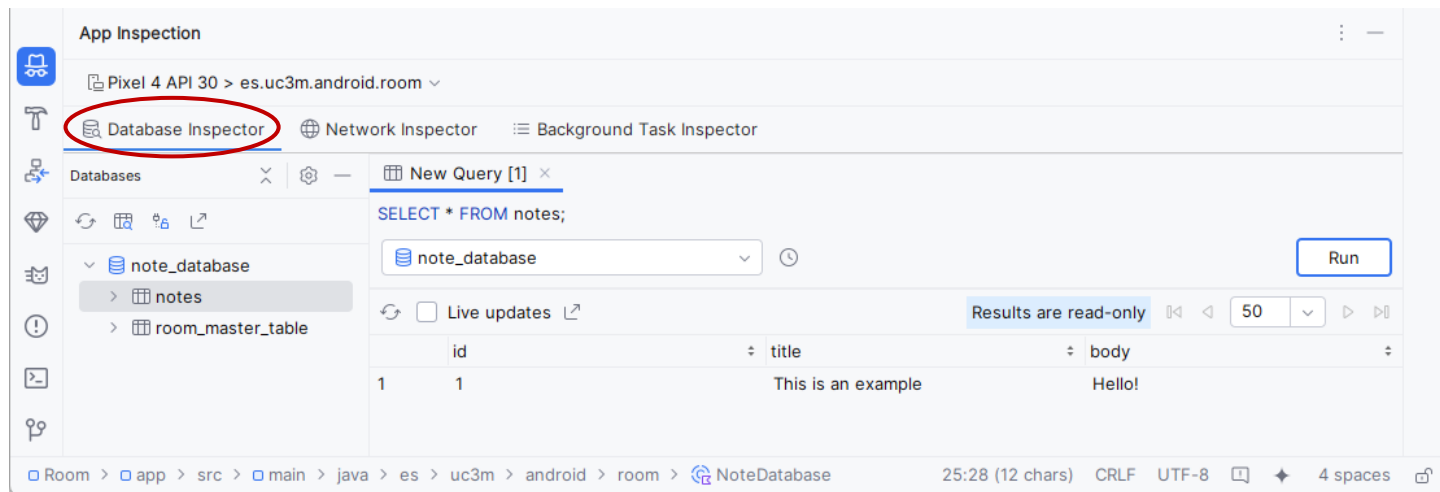 App Inspection
Pixel 4 API 30 > es.uc3m.android.room
Database Inspector Network Inspector Background Task Inspector
Databases New Query [1]
SELECT * FROM notes;
note_database Run
note_database
notes
room_master_table
Live updates Results are read-only 50
id title body
1 1 This is an example Hello!
Room > app > src > main > java > es > uc3m > android > room > NoteDatabase 25:28 (12 chars) CRLF UTF-8 4 spaces